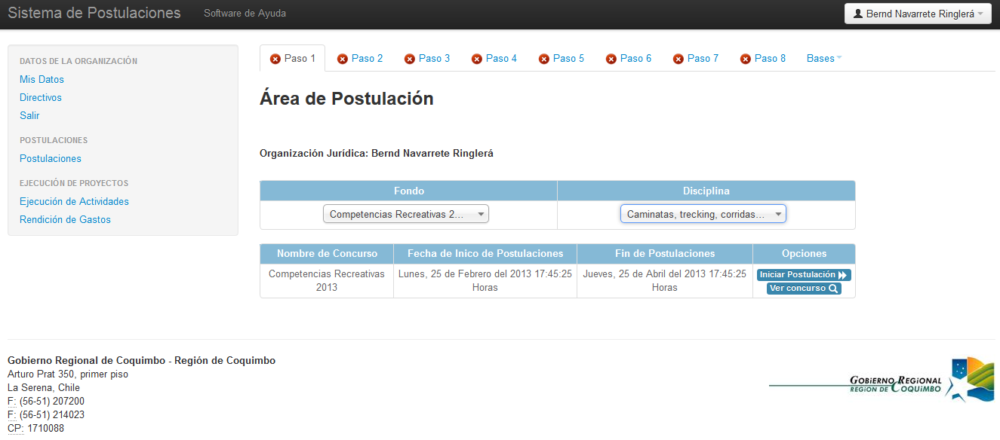 Sistema de Postulaciones Software de Ayuda Bernd Navarrete Ringlerá
DATOS DE LA ORGANIZACIÓN
Mis Datos
Directivos
Salir
POSTULACIONES
Postulaciones
EJECUCIÓN DE PROYECTOS
Ejecución de Actividades
Rendición de Gastos
Paso 1 Paso 2 Paso 3 Paso 4 Paso 5 Paso 6 Paso 7 Paso 8 Bases
Área de Postulación
Organización Jurídica: Bernd Navarrete Ringlerá
Fondo Disciplina
Competencias Recreativas 2... Caminatas, trecking, corridas...
Nombre de Concurso Fecha de Inico de Postulaciones Fin de Postulaciones Opciones
Competencias Recreativas Lunes, 25 de Febrero del 2013 17:45:25 Jueves, 25 de Abril del 2013 17:45:25 Iniciar Postulación
2013 Horas Horas Ver concurso
Gobierno Regional de Coquimbo - Región de Coquimbo
Arturo Prat 350, primer piso
La Serena, Chile
F: (56-51) 207200
F: (56-51) 214023
CP: 1710088
GOBIERNO REGIONAL
REGIÓN DE COQUIMBO